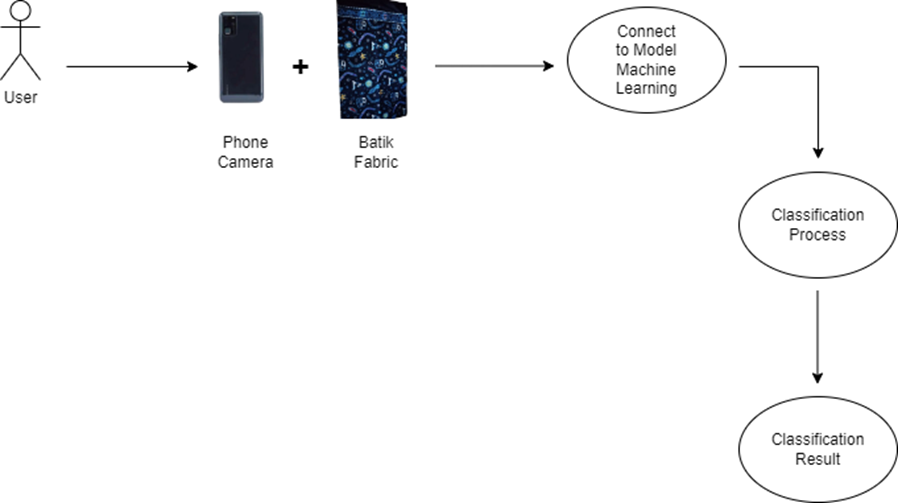 User
Phone
Camera
+
Batik
Fabric
Connect
to Model
Machine
Learning
Classification
Process
Classification
Result